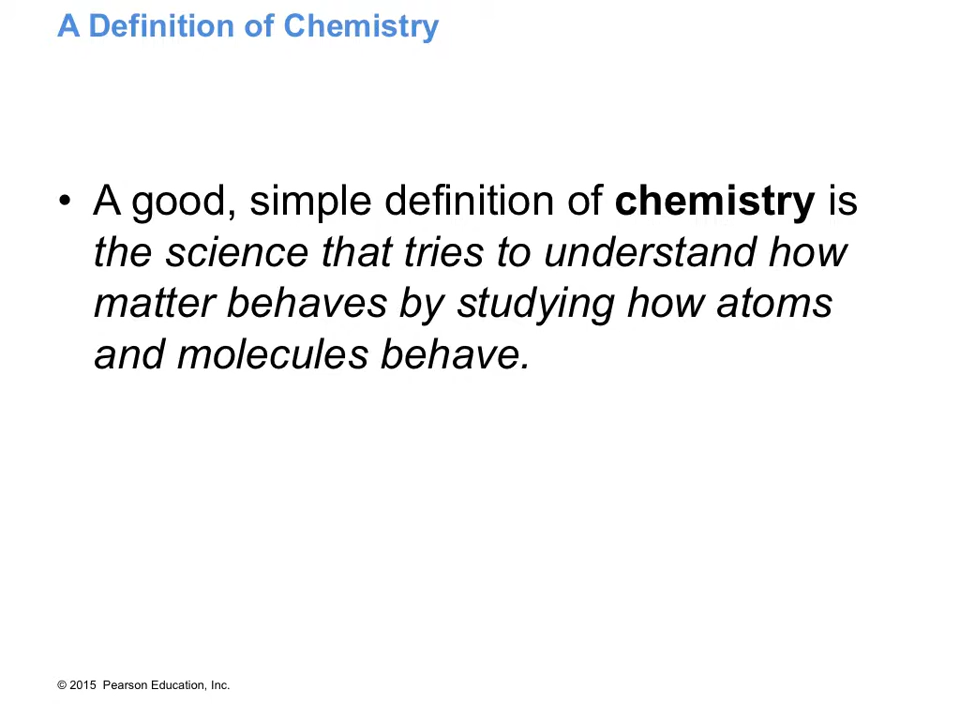 A Definition of Chemistry
• A good, simple definition of chemistry is
the science that tries to understand how
matter behaves by studying how atoms
and molecules behave.
© 2015 Pearson Education, Inc.